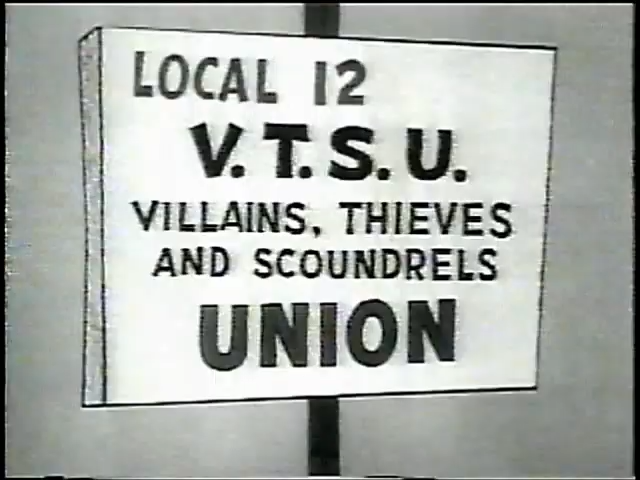 LOCAL 12
V.T.S.U.
VILLAINS, THIEVES
AND SCOUNDRELS
UNION